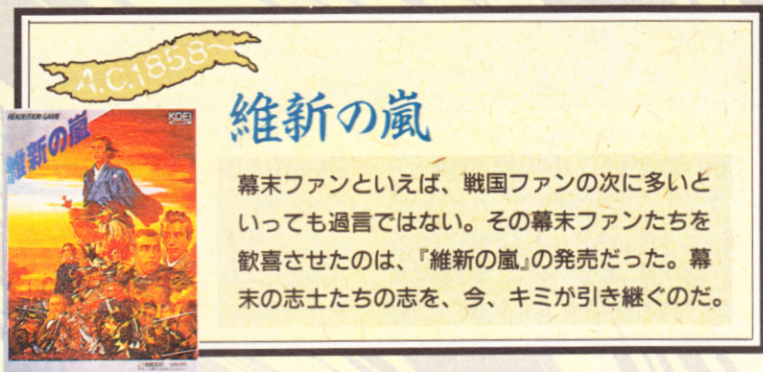 A.C.1858~
維新の嵐
REKOEITION GAME
KOEI
維新の嵐
幕末ファンといえば、戦国ファンの次に多いと
いっても過言ではない。その幕末ファンたちを
歓喜させたのは、『維新の嵐』の発売だった。幕
末の志士たちの志を、今、キミが引き継ぐのだ。